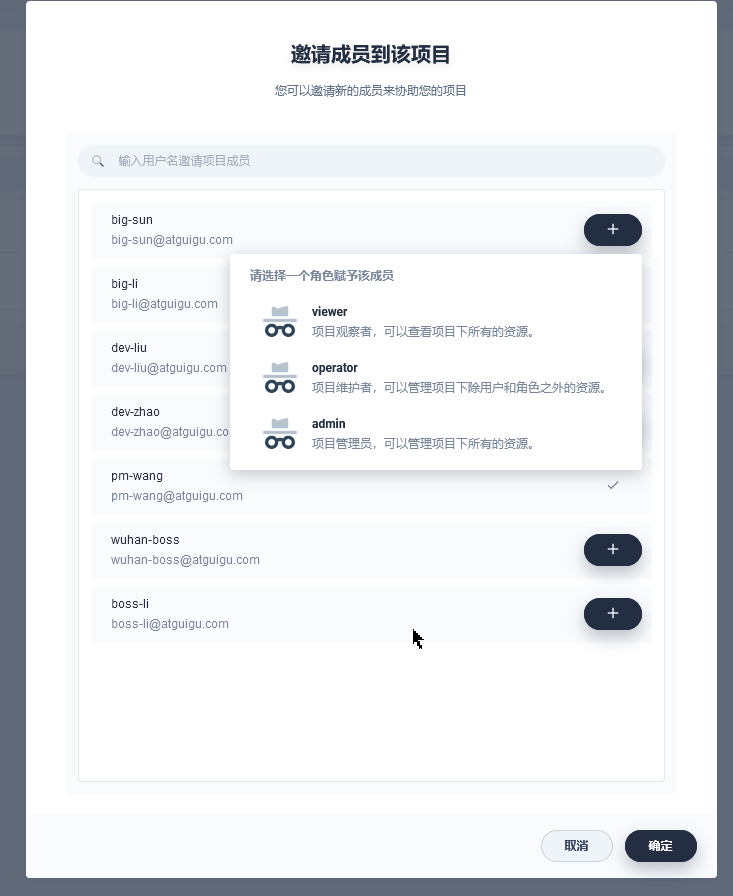 邀请成员到该项目
您可以邀请新的成员来协助您的项目
输入用户名邀请项目成员
big-sun
big-sun@atguigu.com
big-li
big-li@atguigu.com
dev-liu
dev-liu@atguigu.com
dev-zhao
dev-zhao@atguigu.co
请选择一个角色赋予该成员
viewer
项目观察者，可以查看项目下所有的资源。
operator
项目维护者，可以管理项目下除用户和角色之外的资源。
admin
项目管理员，可以管理项目下所有的资源。
pm-wang
pm-wang@atguigu.com
wuhan-boss
wuhan-boss@atguigu.com
boss-li
boss-li@atguigu.com
取消
确定